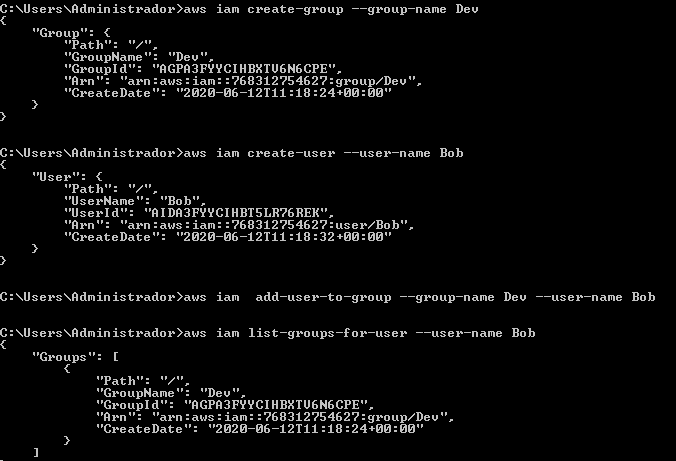 C:\Users\Administrador>aws iam create-group --group-name Dev
{
    "Group": {
        "Path": "/",
        "GroupName": "Dev",
        "GroupId": "AGPA3FYYCIHBXTV6N6CPE",
        "Arn": "arn:aws:iam::768312754627:group/Dev",
        "CreateDate": "2020-06-12T11:18:24+00:00"
    }
}
C:\Users\Administrador>aws iam create-user --user-name Bob
{
    "User": {
        "Path": "/",
        "UserName": "Bob",
        "UserId": "AIDA3FYYCIHBT5LR76REK",
        "Arn": "arn:aws:iam::768312754627:user/Bob",
        "CreateDate": "2020-06-12T11:18:32+00:00"
    }
}
C:\Users\Administrador>aws iam  add-user-to-group --group-name Dev --user-name Bob
C:\Users\Administrador>aws iam list-groups-for-user --user-name Bob
{
    "Groups": [
        {
            "Path": "/",
            "GroupName": "Dev",
            "GroupId": "AGPA3FYYCIHBXTV6N6CPE",
            "Arn": "arn:aws:iam::768312754627:group/Dev",
            "CreateDate": "2020-06-12T11:18:24+00:00"
        }
    ]